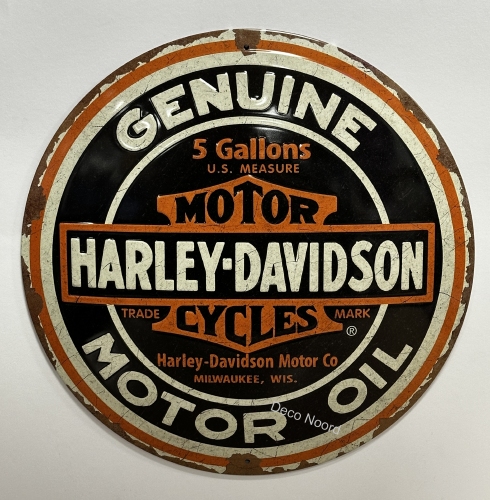 GENUINE
5 Gallons
U.S. MEASURE
MOTOR
HARLEY-DAVIDSON
TRADE MARK
CYCLES
®
Harley-Davidson Motor Co
MILWAUKEE, WIS.
MOTOR OIL
Deco Noord